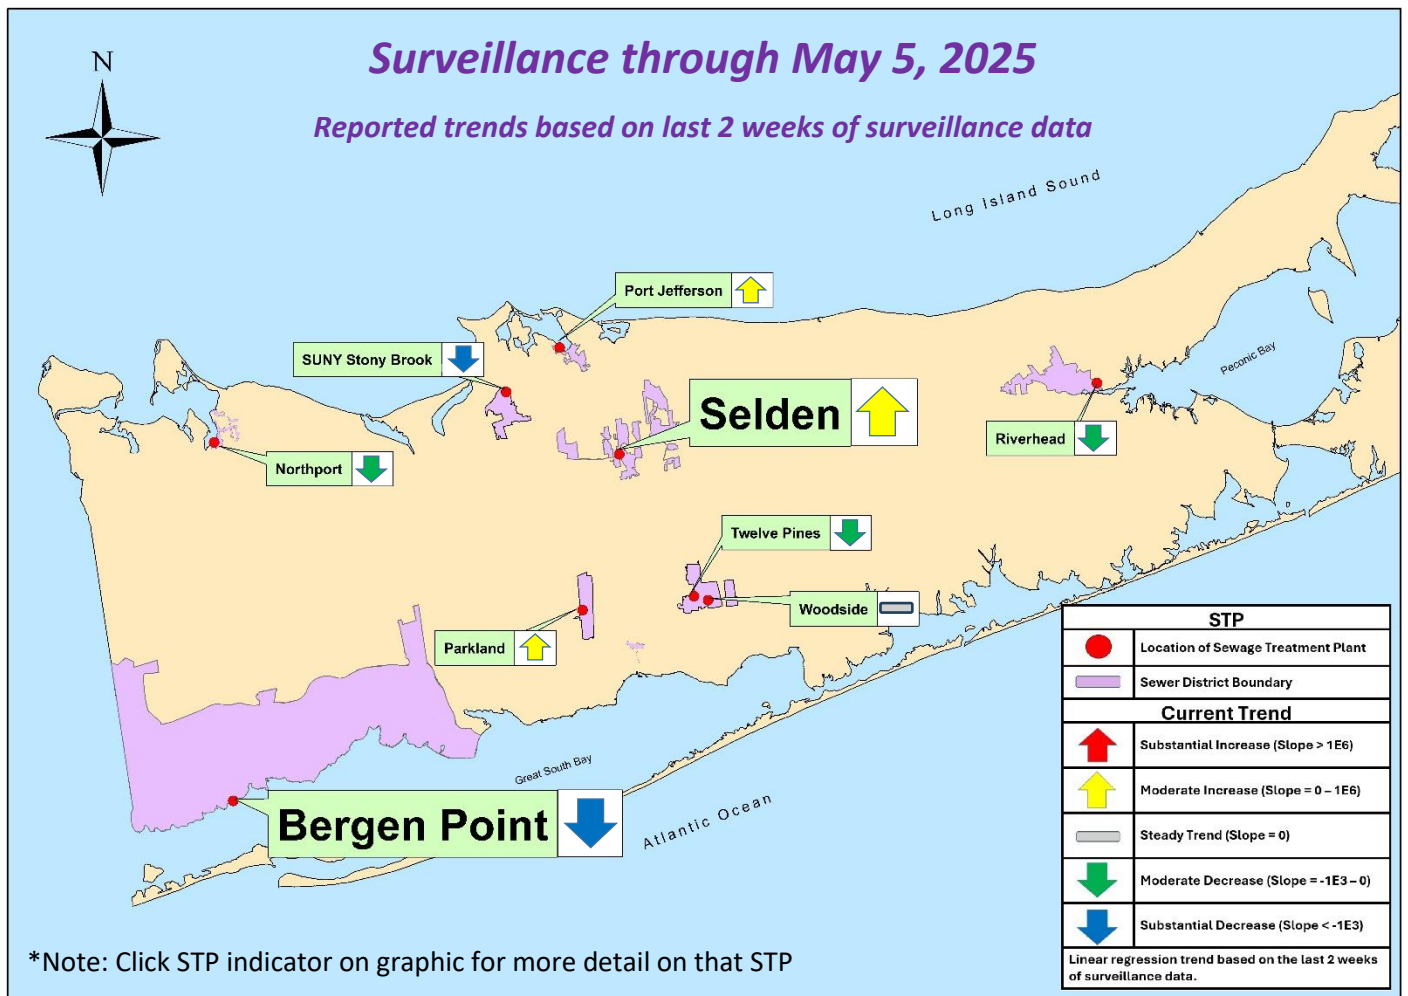 Surveillance through May 5, 2025
N
Reported trends based on last 2 weeks of surveillance data
Long Island Sound
Port Jefferson
SUNY Stony Brook
Peconic Bay
Selden
Riverhead
Northport
Twelve Pines
Woodside
Parkland
Great South Bay
Bergen Point
Atlantic Ocean
STP
Location of Sewage Treatment Plant
Sewer District Boundary
Current Trend
Substantial Increase (Slope > 1E6)
Moderate Increase (Slope = 0 – 1E6)
Steady Trend (Slope = 0)
Moderate Decrease (Slope = -1E3 – 0)
Substantial Decrease (Slope < -1E3)
Linear regression trend based on the last 2 weeks
of surveillance data.
*Note: Click STP indicator on graphic for more detail on that STP